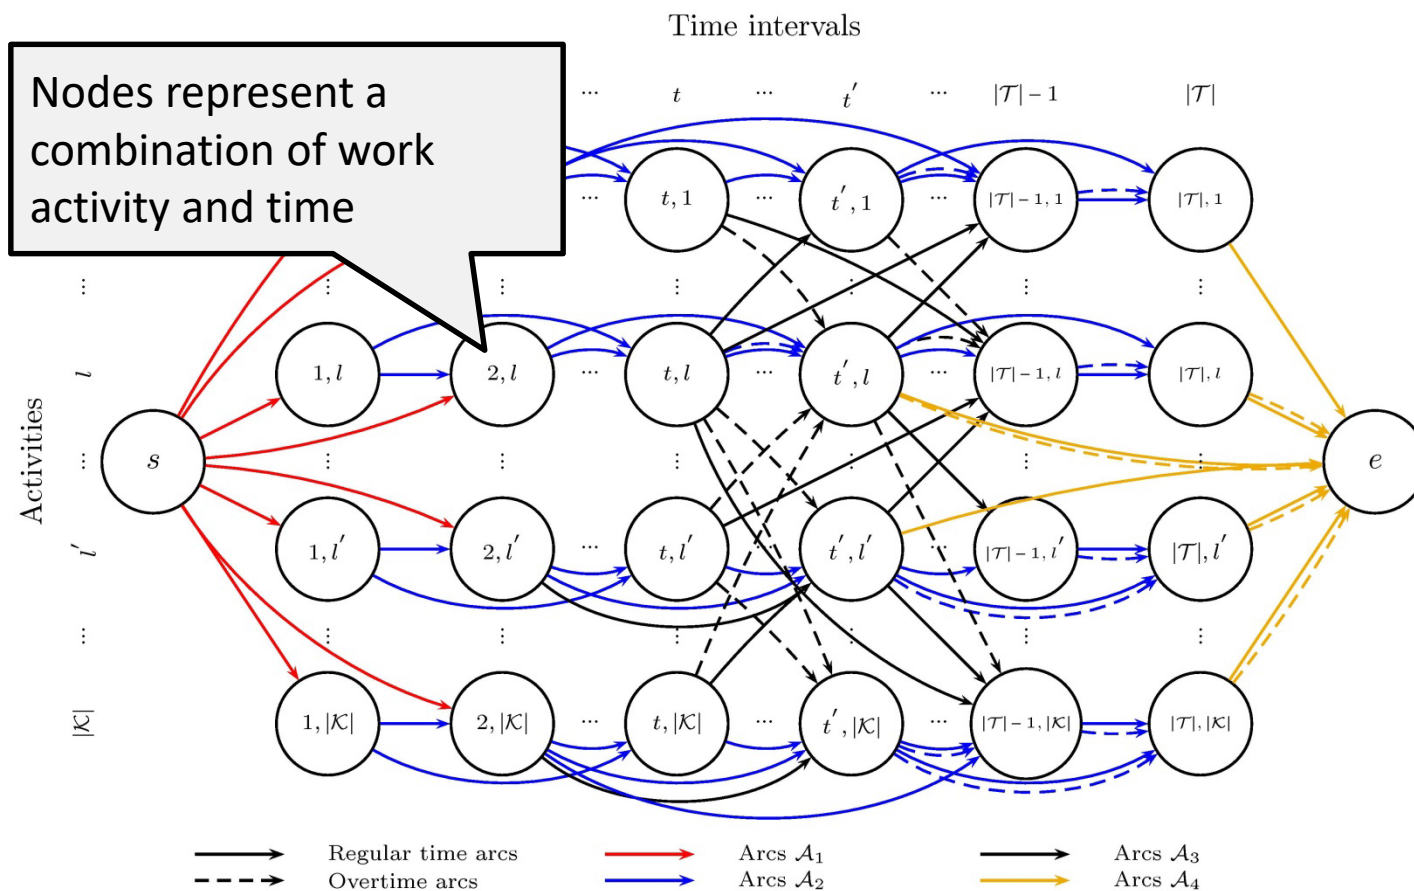 Time intervals
Nodes represent a
combination of work
activity and time
... t ... t′ ... |𝒯| − 1 |𝒯|
... t, 1 ... t′, 1 ... |𝒯| − 1, 1 |𝒯|, 1
... ... ... ... ... ... ...
l 1, l 2, l ... t, l ... t′, l ... |𝒯| − 1, l |𝒯|, l
Activities
... s ... ... ... ... ... ... e
l′ 1, l′ 2, l′ ... t, l′ ... t′, l′ ... |𝒯| − 1, l′ |𝒯|, l′
... ... ... ... ... ... ...
|𝒦| 1, |𝒦| 2, |𝒦| ... t, |𝒦| ... t′, |𝒦| ... |𝒯| − 1, |𝒦| |𝒯|, |𝒦|
Regular time arcs Arcs 𝒜₁ Arcs 𝒜₃
Overtime arcs Arcs 𝒜₂ Arcs 𝒜₄